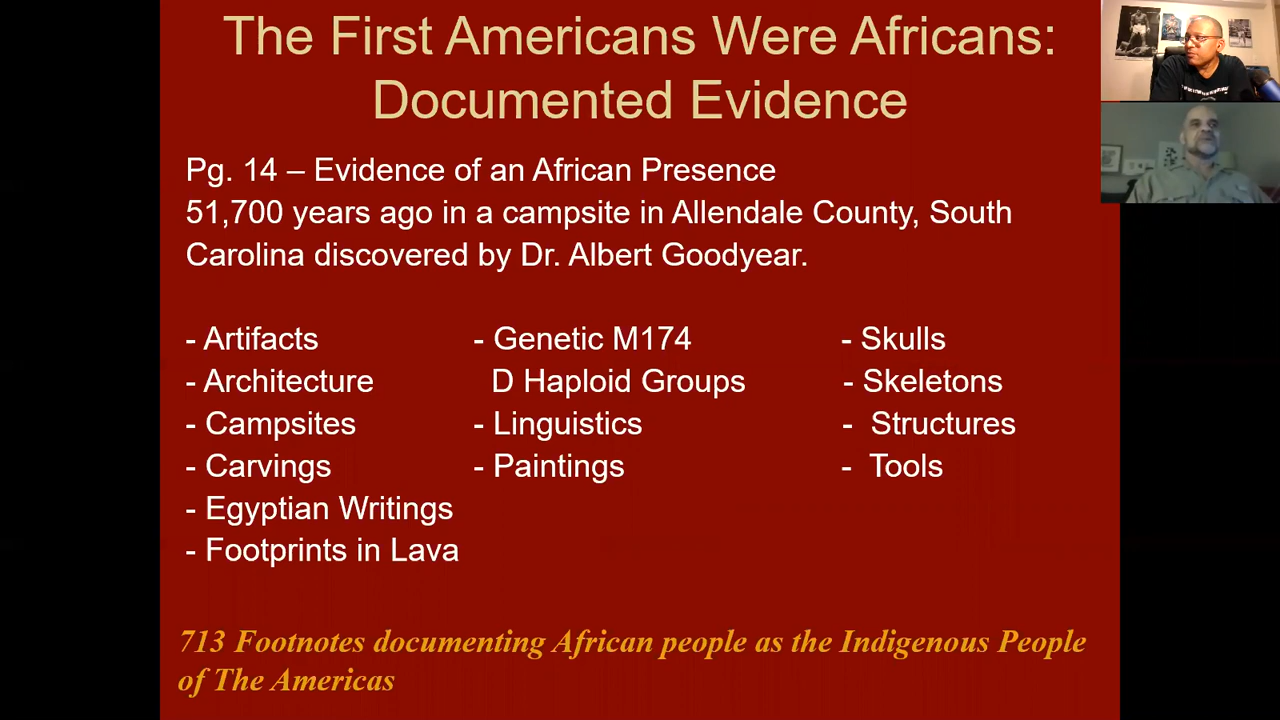 The First Americans Were Africans:
Documented Evidence
Pg. 14 – Evidence of an African Presence
51,700 years ago in a campsite in Allendale County, South
Carolina discovered by Dr. Albert Goodyear.
- Artifacts - Genetic M174 - Skulls
- Architecture D Haploid Groups - Skeletons
- Campsites - Linguistics - Structures
- Carvings - Paintings - Tools
- Egyptian Writings
- Footprints in Lava
713 Footnotes documenting African people as the Indigenous People
of The Americas